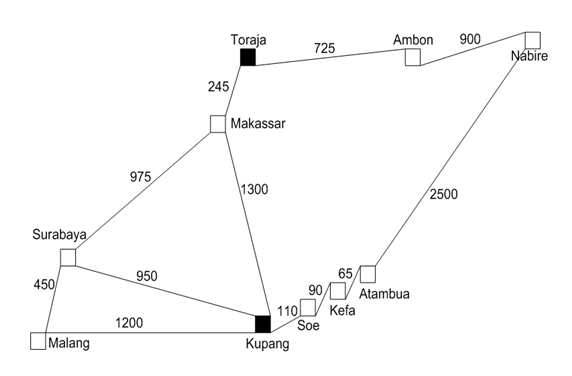 Toraja
Ambon
900
Nabire
725
245
Makassar
975
1300
2500
Surabaya
450
950
65
90
Atambua
Kefa
110
Soe
1200
Malang
Kupang